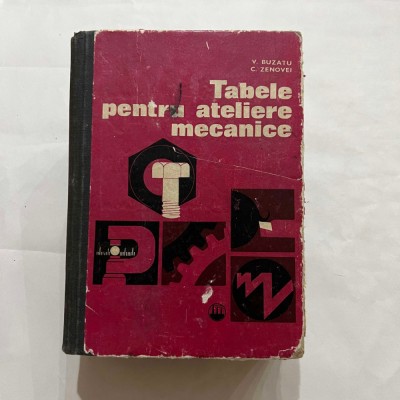 V. BUZATU
C. ZENOVEI
Tabele
pentru ateliere
mecanice